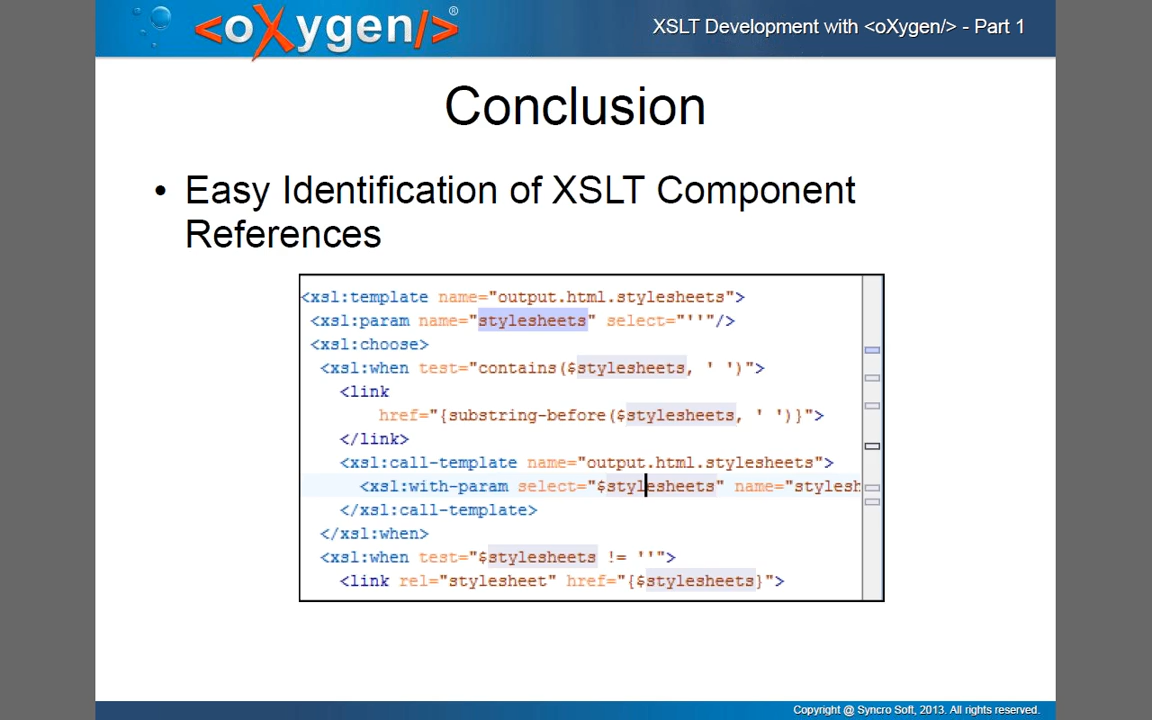 <oXygen/>®
XSLT Development with <oXygen/> - Part 1
Conclusion
• Easy Identification of XSLT Component
References
<xsl:template name="output.html.stylesheets">
<xsl:param name="stylesheets" select="''"/>
<xsl:choose>
<xsl:when test="contains($stylesheets, ' ')">
<link
href="{substring-before($stylesheets, ' ')}">
</link>
<xsl:call-template name="output.html.stylesheets">
<xsl:with-param select="$stylesheets" name="stylesh
</xsl:call-template>
</xsl:when>
<xsl:when test="$stylesheets != ''">
<link rel="stylesheet" href="{$stylesheets}">
Copyright @ Syncro Soft, 2013. All rights reserved.